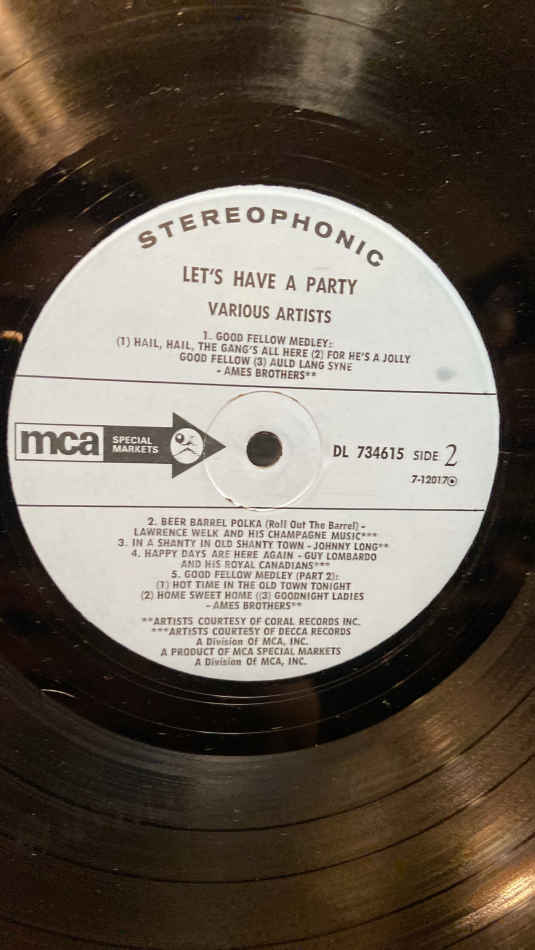 STEREOPHONIC
LET'S HAVE A PARTY
VARIOUS ARTISTS
1. GOOD FELLOW MEDLEY:
(1) HAIL, HAIL, THE GANG'S ALL HERE (2) FOR HE'S A JOLLY
GOOD FELLOW (3) AULD LANG SYNE
- AMES BROTHERS**
mca SPECIAL
MARKETS
DL 734615 SIDE 2
7-12017
2. BEER BARREL POLKA (Roll Out The Barrel) -
LAWRENCE WELK AND HIS CHAMPAGNE MUSIC***
3. IN A SHANTY IN OLD SHANTY TOWN - JOHNNY LONG**
4. HAPPY DAYS ARE HERE AGAIN - GUY LOMBARDO
AND HIS ROYAL CANADIANS***
5. GOOD FELLOW MEDLEY (PART 2):
(1) HOT TIME IN THE OLD TOWN TONIGHT
(2) HOME SWEET HOME ((3) GOODNIGHT LADIES
- AMES BROTHERS**
**ARTISTS COURTESY OF CORAL RECORDS INC.
***ARTISTS COURTESY OF DECCA RECORDS
A Division Of MCA, INC.
A PRODUCT OF MCA SPECIAL MARKETS
A Division Of MCA, INC.